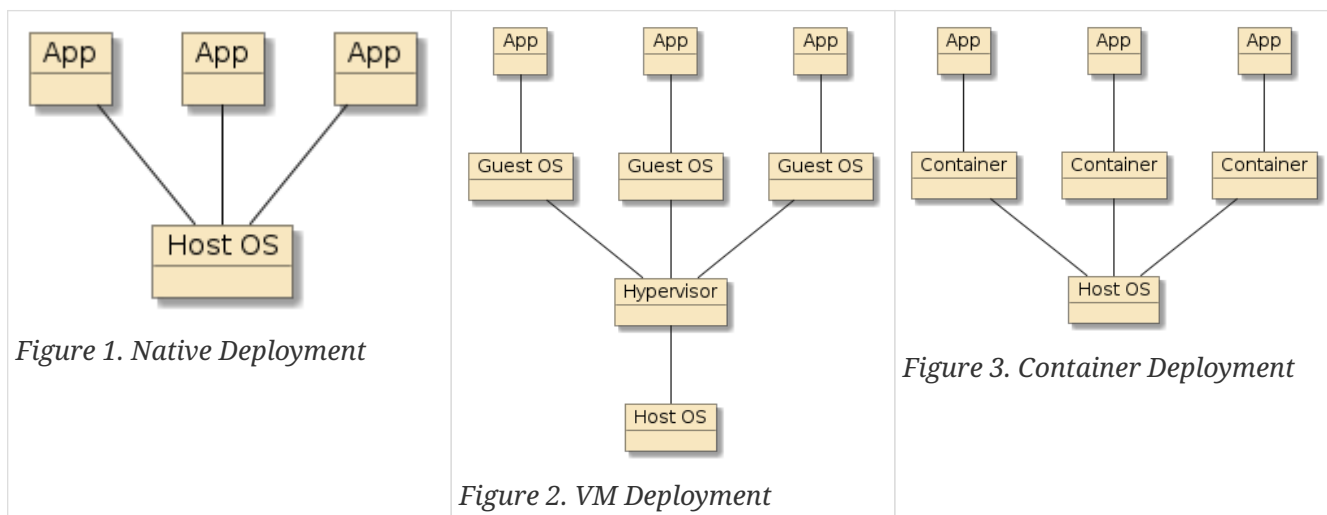 App App App
Host OS
Figure 1. Native Deployment
App App App
Guest OS Guest OS Guest OS
Hypervisor
Host OS
Figure 2. VM Deployment
App App App
Container Container Container
Host OS
Figure 3. Container Deployment